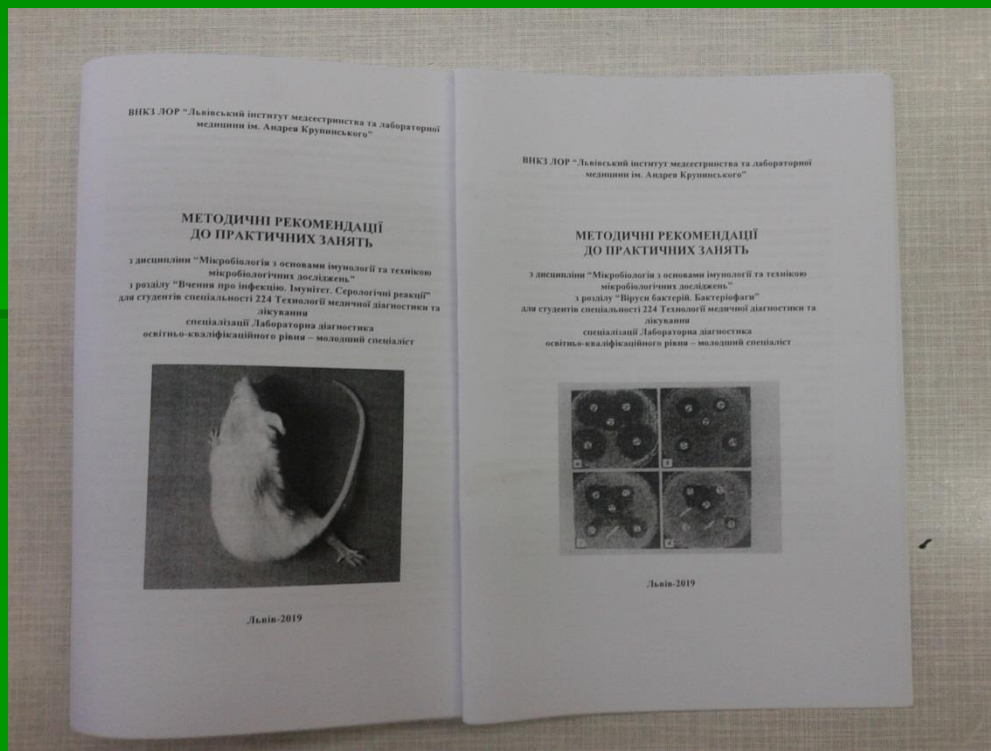 ВНКЗ ЛОР "Львівський інститут медсестринства та лабораторної
медицини ім. Андрея Крупинського"
МЕТОДИЧНІ РЕКОМЕНДАЦІЇ
ДО ПРАКТИЧНИХ ЗАНЯТЬ
з дисципліни "Мікробіологія з основами імунології та технікою
мікробіологічних досліджень"
з розділу "Вчення про інфекцію. Імунітет. Серологічні реакції"
для студентів спеціальності 224 Технології медичної діагностики та
лікування
спеціалізації Лабораторна діагностика
освітньо-кваліфікаційного рівня – молодший спеціаліст
Львів-2019
ВНКЗ ЛОР "Львівський інститут медсестринства та лабораторної
медицини ім. Андрея Крупинського"
МЕТОДИЧНІ РЕКОМЕНДАЦІЇ
ДО ПРАКТИЧНИХ ЗАНЯТЬ
з дисципліни "Мікробіологія з основами імунології та технікою
мікробіологічних досліджень"
з розділу "Віруси бактерій. Бактеріофаги"
для студентів спеціальності 224 Технології медичної діагностики та
лікування
спеціалізації Лабораторна діагностика
освітньо-кваліфікаційного рівня – молодший спеціаліст
Львів-2019